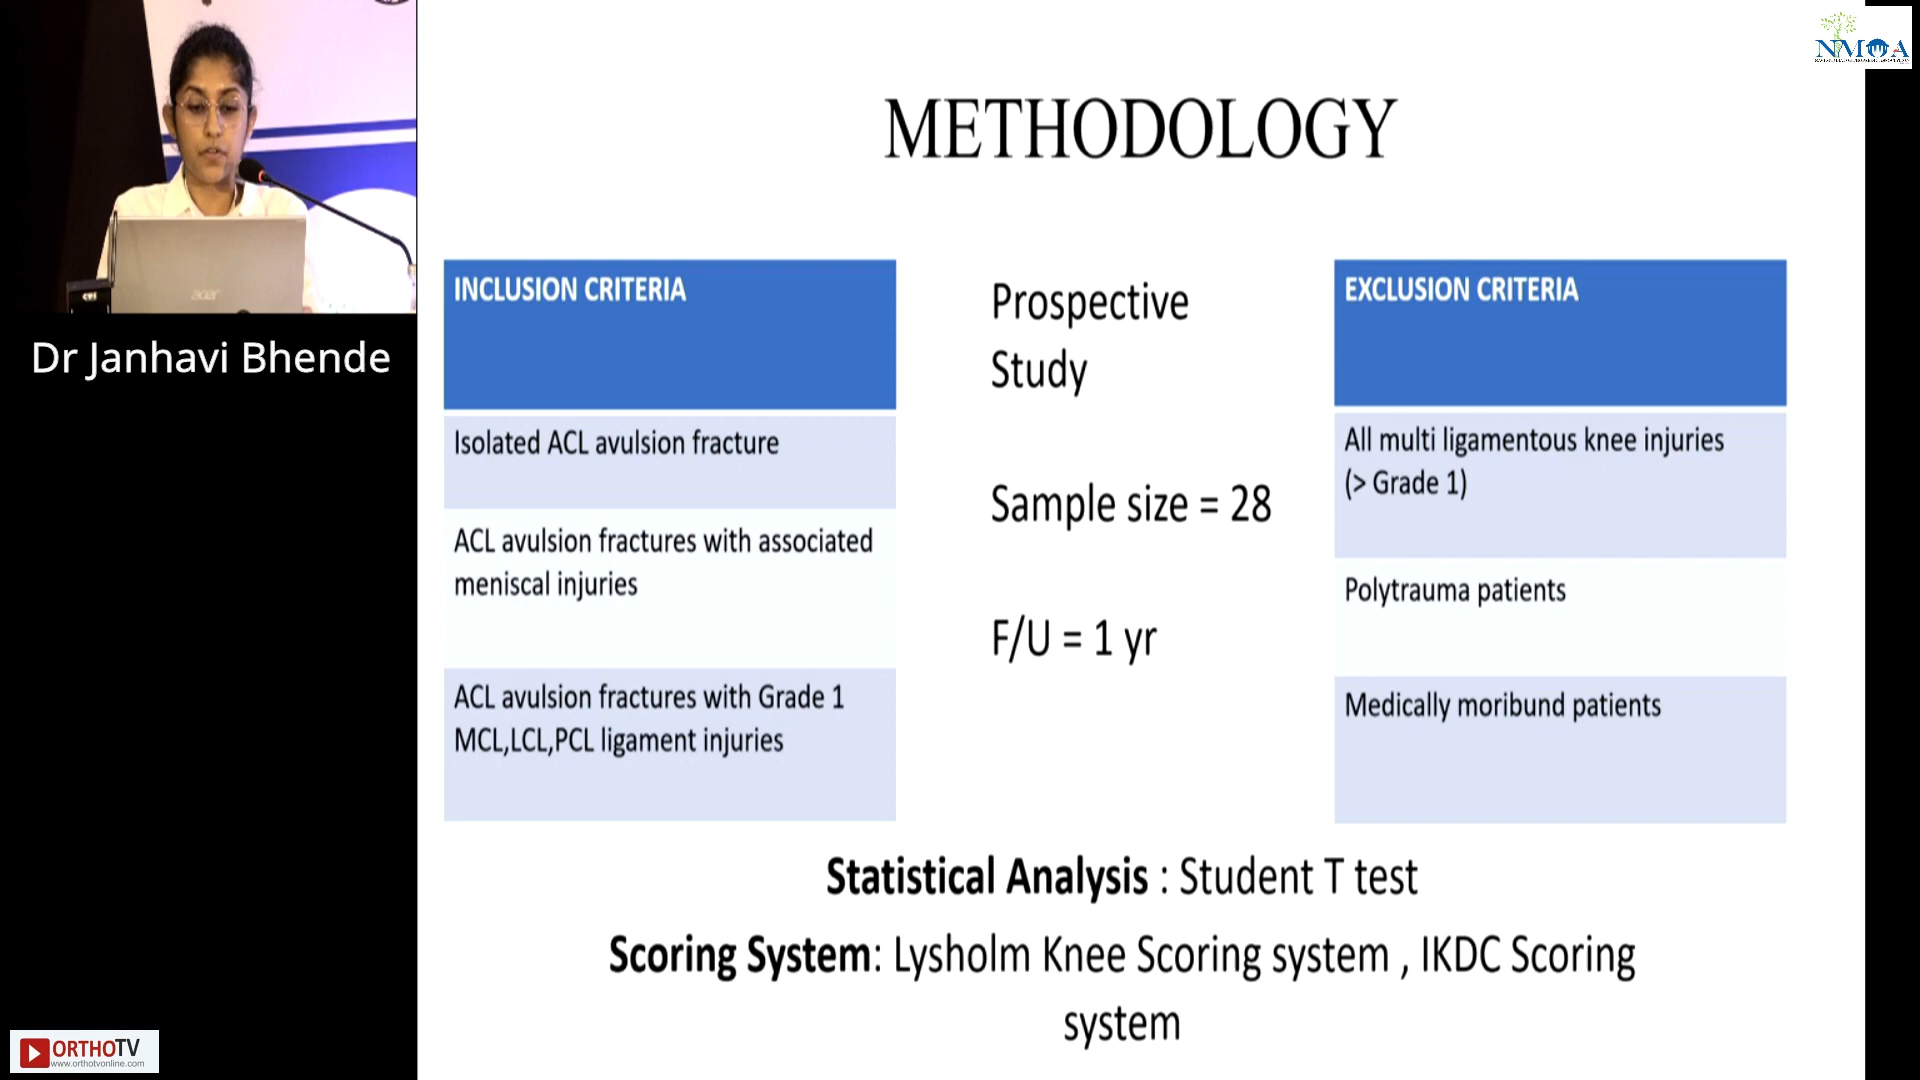 NMOA
METHODOLOGY
INCLUSION CRITERIA
Isolated ACL avulsion fracture
ACL avulsion fractures with associated
meniscal injuries
ACL avulsion fractures with Grade 1
MCL,LCL,PCL ligament injuries
Prospective
Study
Sample size = 28
F/U = 1 yr
EXCLUSION CRITERIA
All multi ligamentous knee injuries
(> Grade 1)
Polytrauma patients
Medically moribund patients
Statistical Analysis : Student T test
Scoring System: Lysholm Knee Scoring system , IKDC Scoring
system
acer
Dr Janhavi Bhende
ORTHOTV
www.orthotvonline.com